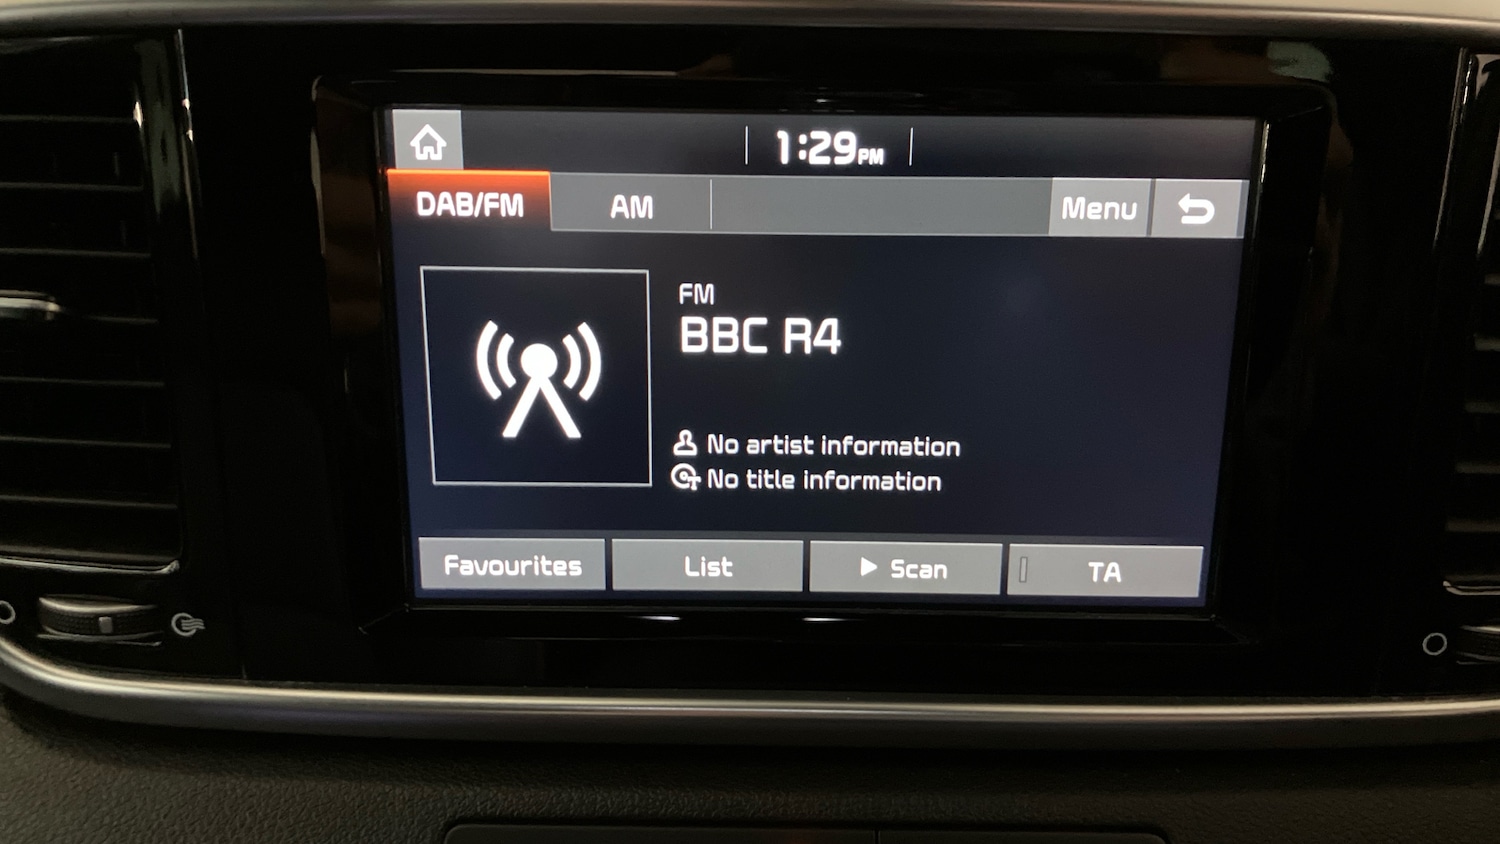 1:29PM
DAB/FM
AM
Menu
FM
BBC R4
No artist information
No title information
Favourites
List
Scan
TA